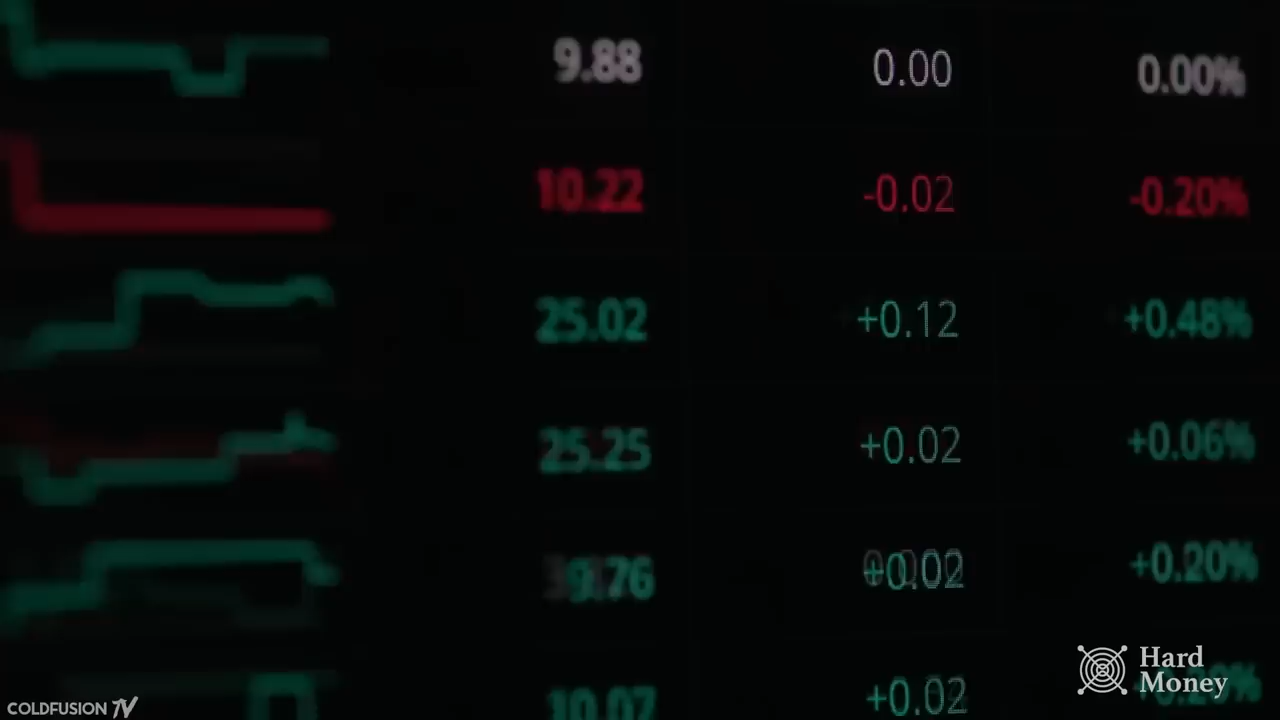 9.88 0.00 0.00%
10.22 -0.02 -0.20%
25.02 +0.12 +0.48%
25.25 +0.02 +0.06%
9.76 +0.02 +0.20%
10.07 +0.02
Hard
Money
COLDFUSION TV